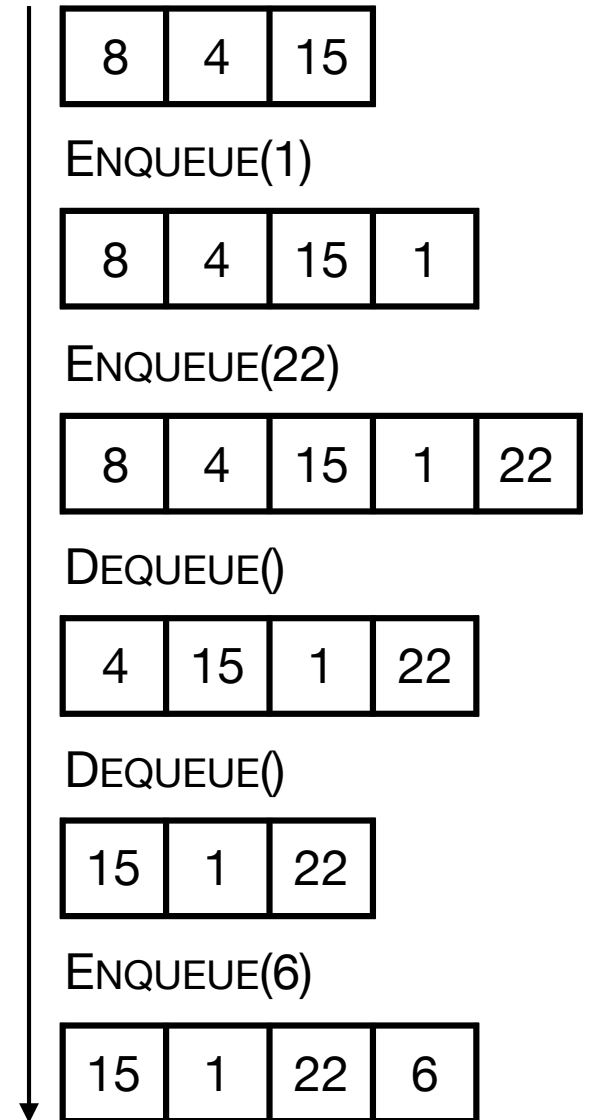 8 4 15
ENQUEUE(1)
8 4 15 1
ENQUEUE(22)
8 4 15 1 22
DEQUEUE()
4 15 1 22
DEQUEUE()
15 1 22
ENQUEUE(6)
15 1 22 6